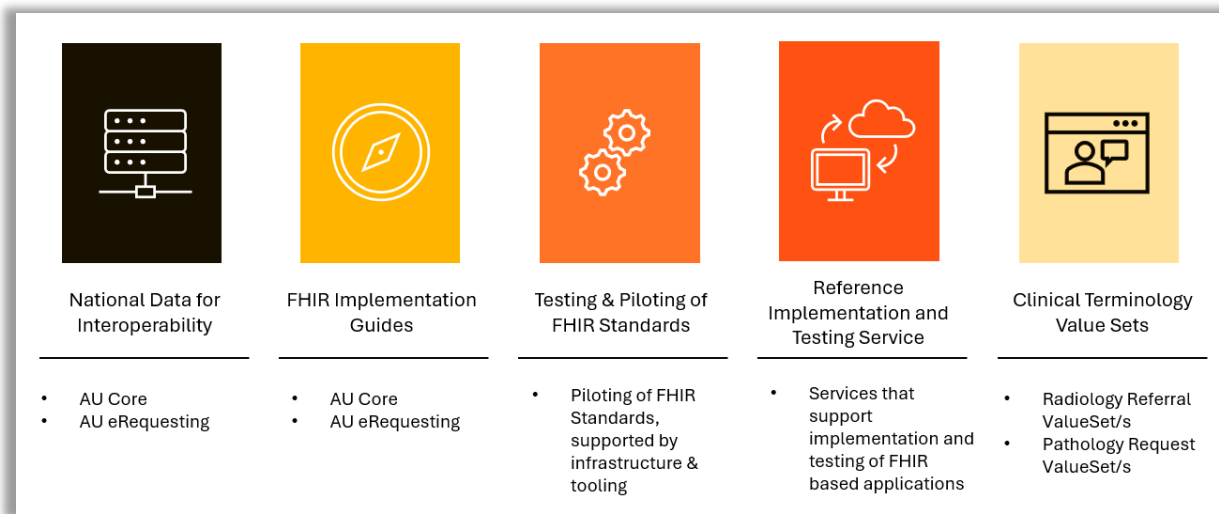 National Data for
Interoperability
• AU Core
• AU eRequesting
FHIR Implementation
Guides
• AU Core
• AU eRequesting
Testing & Piloting of
FHIR Standards
• Piloting of FHIR
Standards,
supported by
infrastructure &
tooling
Reference
Implementation and
Testing Service
• Services that
support
implementation and
testing of FHIR
based applications
Clinical Terminology
Value Sets
• Radiology Referral
ValueSet/s
• Pathology Request
ValueSet/s